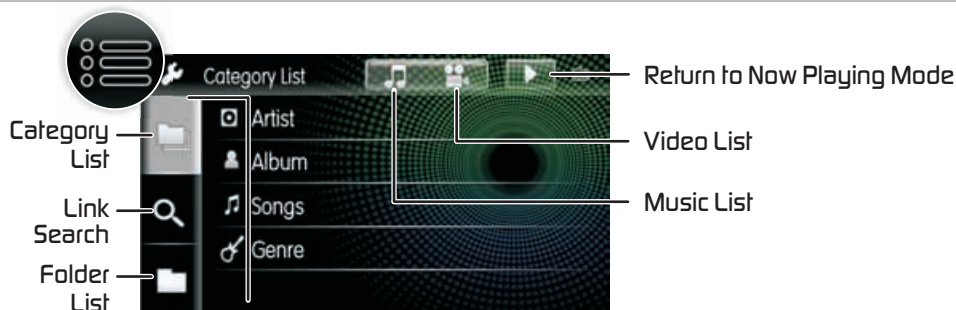 Category List
Artist
Album
Songs
Genre
Category
List
Link
Search
Folder
List
Return to Now Playing Mode
Video List
Music List